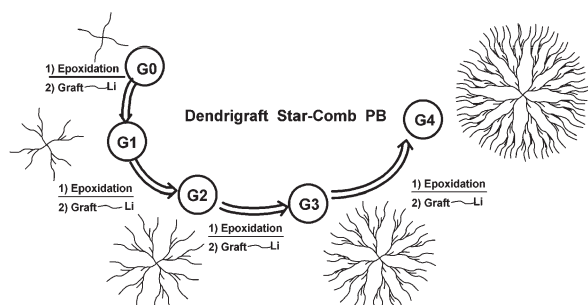 1) Epoxidation
2) Graft Li
G0
Dendrigraft Star-Comb PB
G4
G1
1) Epoxidation
2) Graft Li
G2
G3
1) Epoxidation
2) Graft Li
1) Epoxidation
2) Graft Li